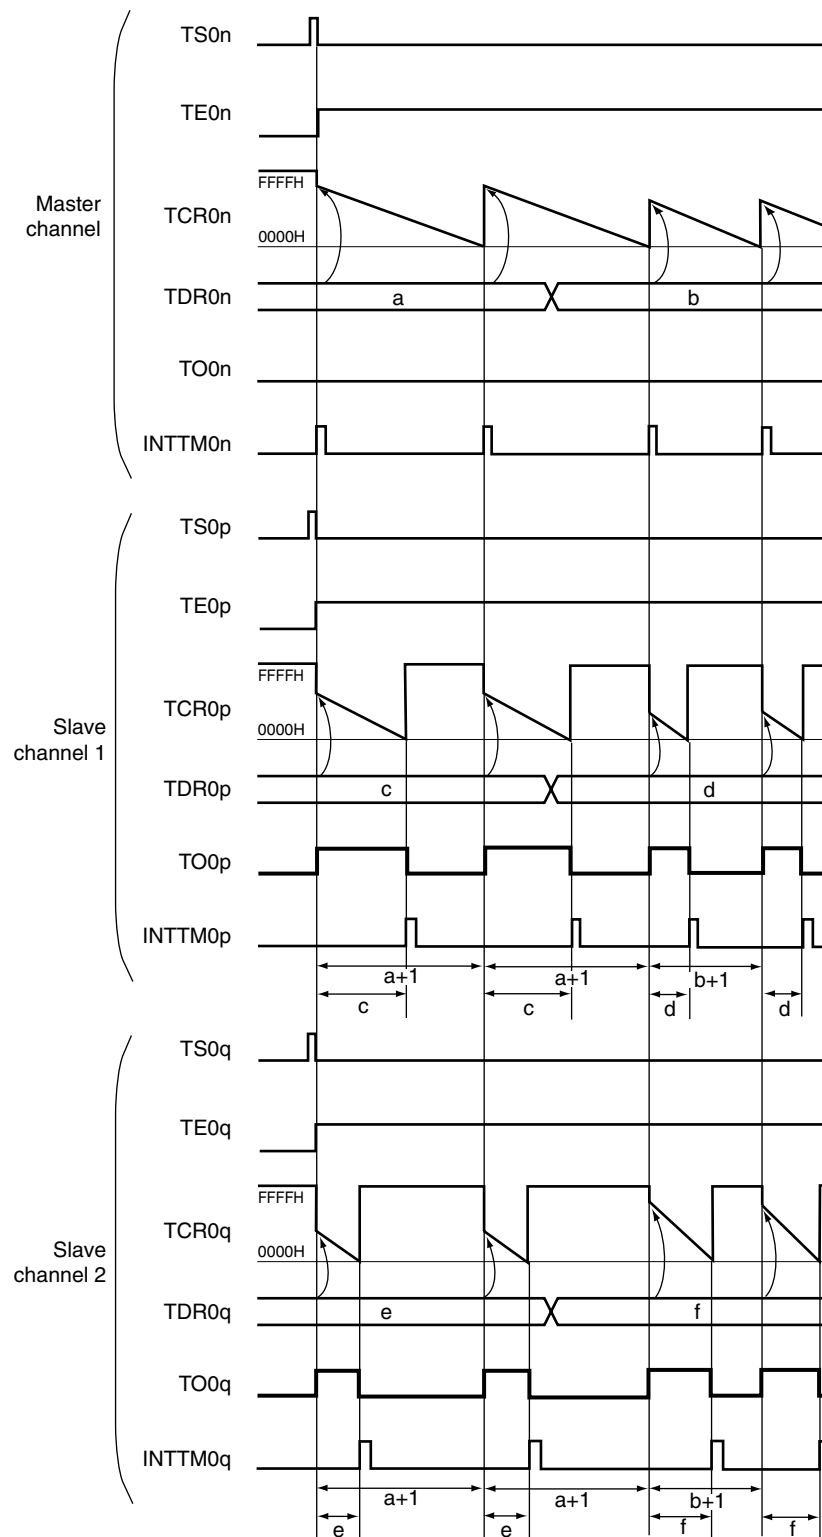 TS0n
TE0n
Master
channel
FFFFH
TCR0n
0000H
TDR0n
a
b
TO0n
INTTM0n
TS0p
TE0p
Slave
channel 1
FFFFH
TCR0p
0000H
TDR0p
c
d
TO0p
INTTM0p
a+1
a+1
b+1
c
c
d
d
TS0q
TE0q
Slave
channel 2
FFFFH
TCR0q
0000H
TDR0q
e
f
TO0q
INTTM0q
a+1
a+1
b+1
e
e
f
f